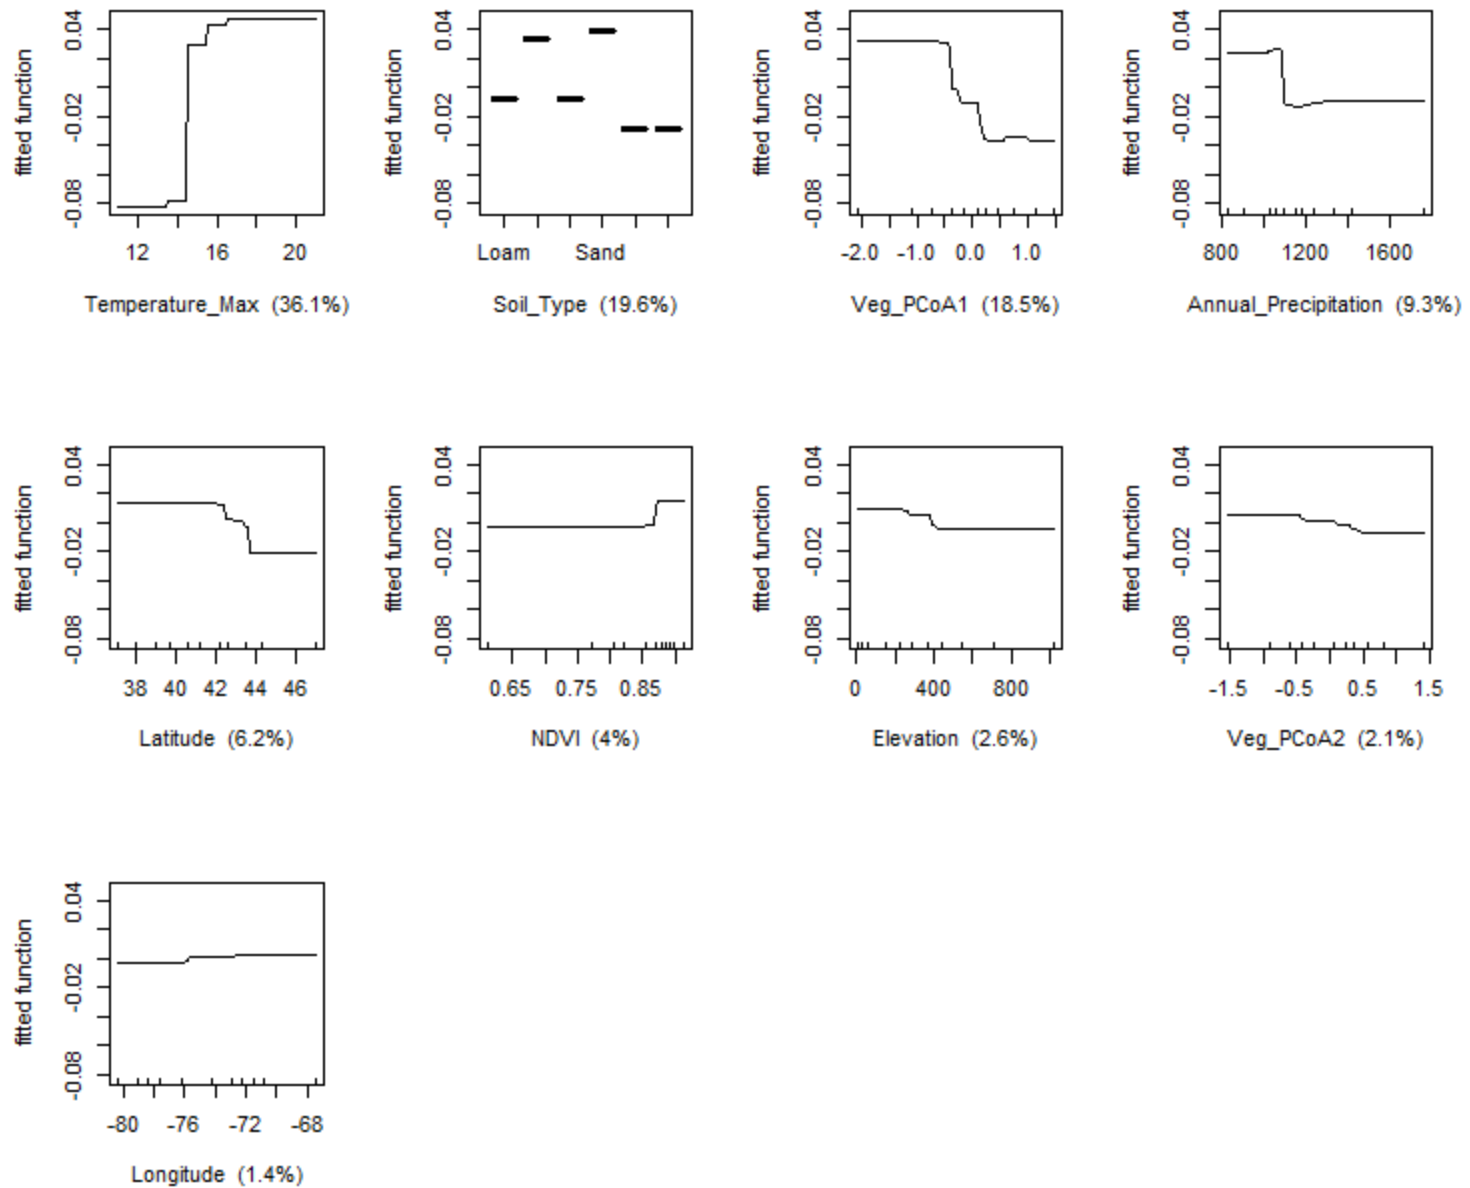 fitted function
0.04
-0.02
-0.08
12 16 20
Temperature_Max (36.1%)
fitted function
0.04
-0.02
-0.08
Loam Sand
Soil_Type (19.6%)
fitted function
0.04
-0.02
-0.08
-2.0 -1.0 0.0 1.0
Veg_PCoA1 (18.5%)
fitted function
0.04
-0.02
-0.08
800 1200 1600
Annual_Precipitation (9.3%)
fitted function
0.04
-0.02
-0.08
38 40 42 44 46
Latitude (6.2%)
fitted function
0.04
-0.02
-0.08
0.65 0.75 0.85
NDVI (4%)
fitted function
0.04
-0.02
-0.08
0 400 800
Elevation (2.6%)
fitted function
0.04
-0.02
-0.08
-1.5 -0.5 0.5 1.5
Veg_PCoA2 (2.1%)
fitted function
0.04
-0.02
-0.08
-80 -76 -72 -68
Longitude (1.4%)